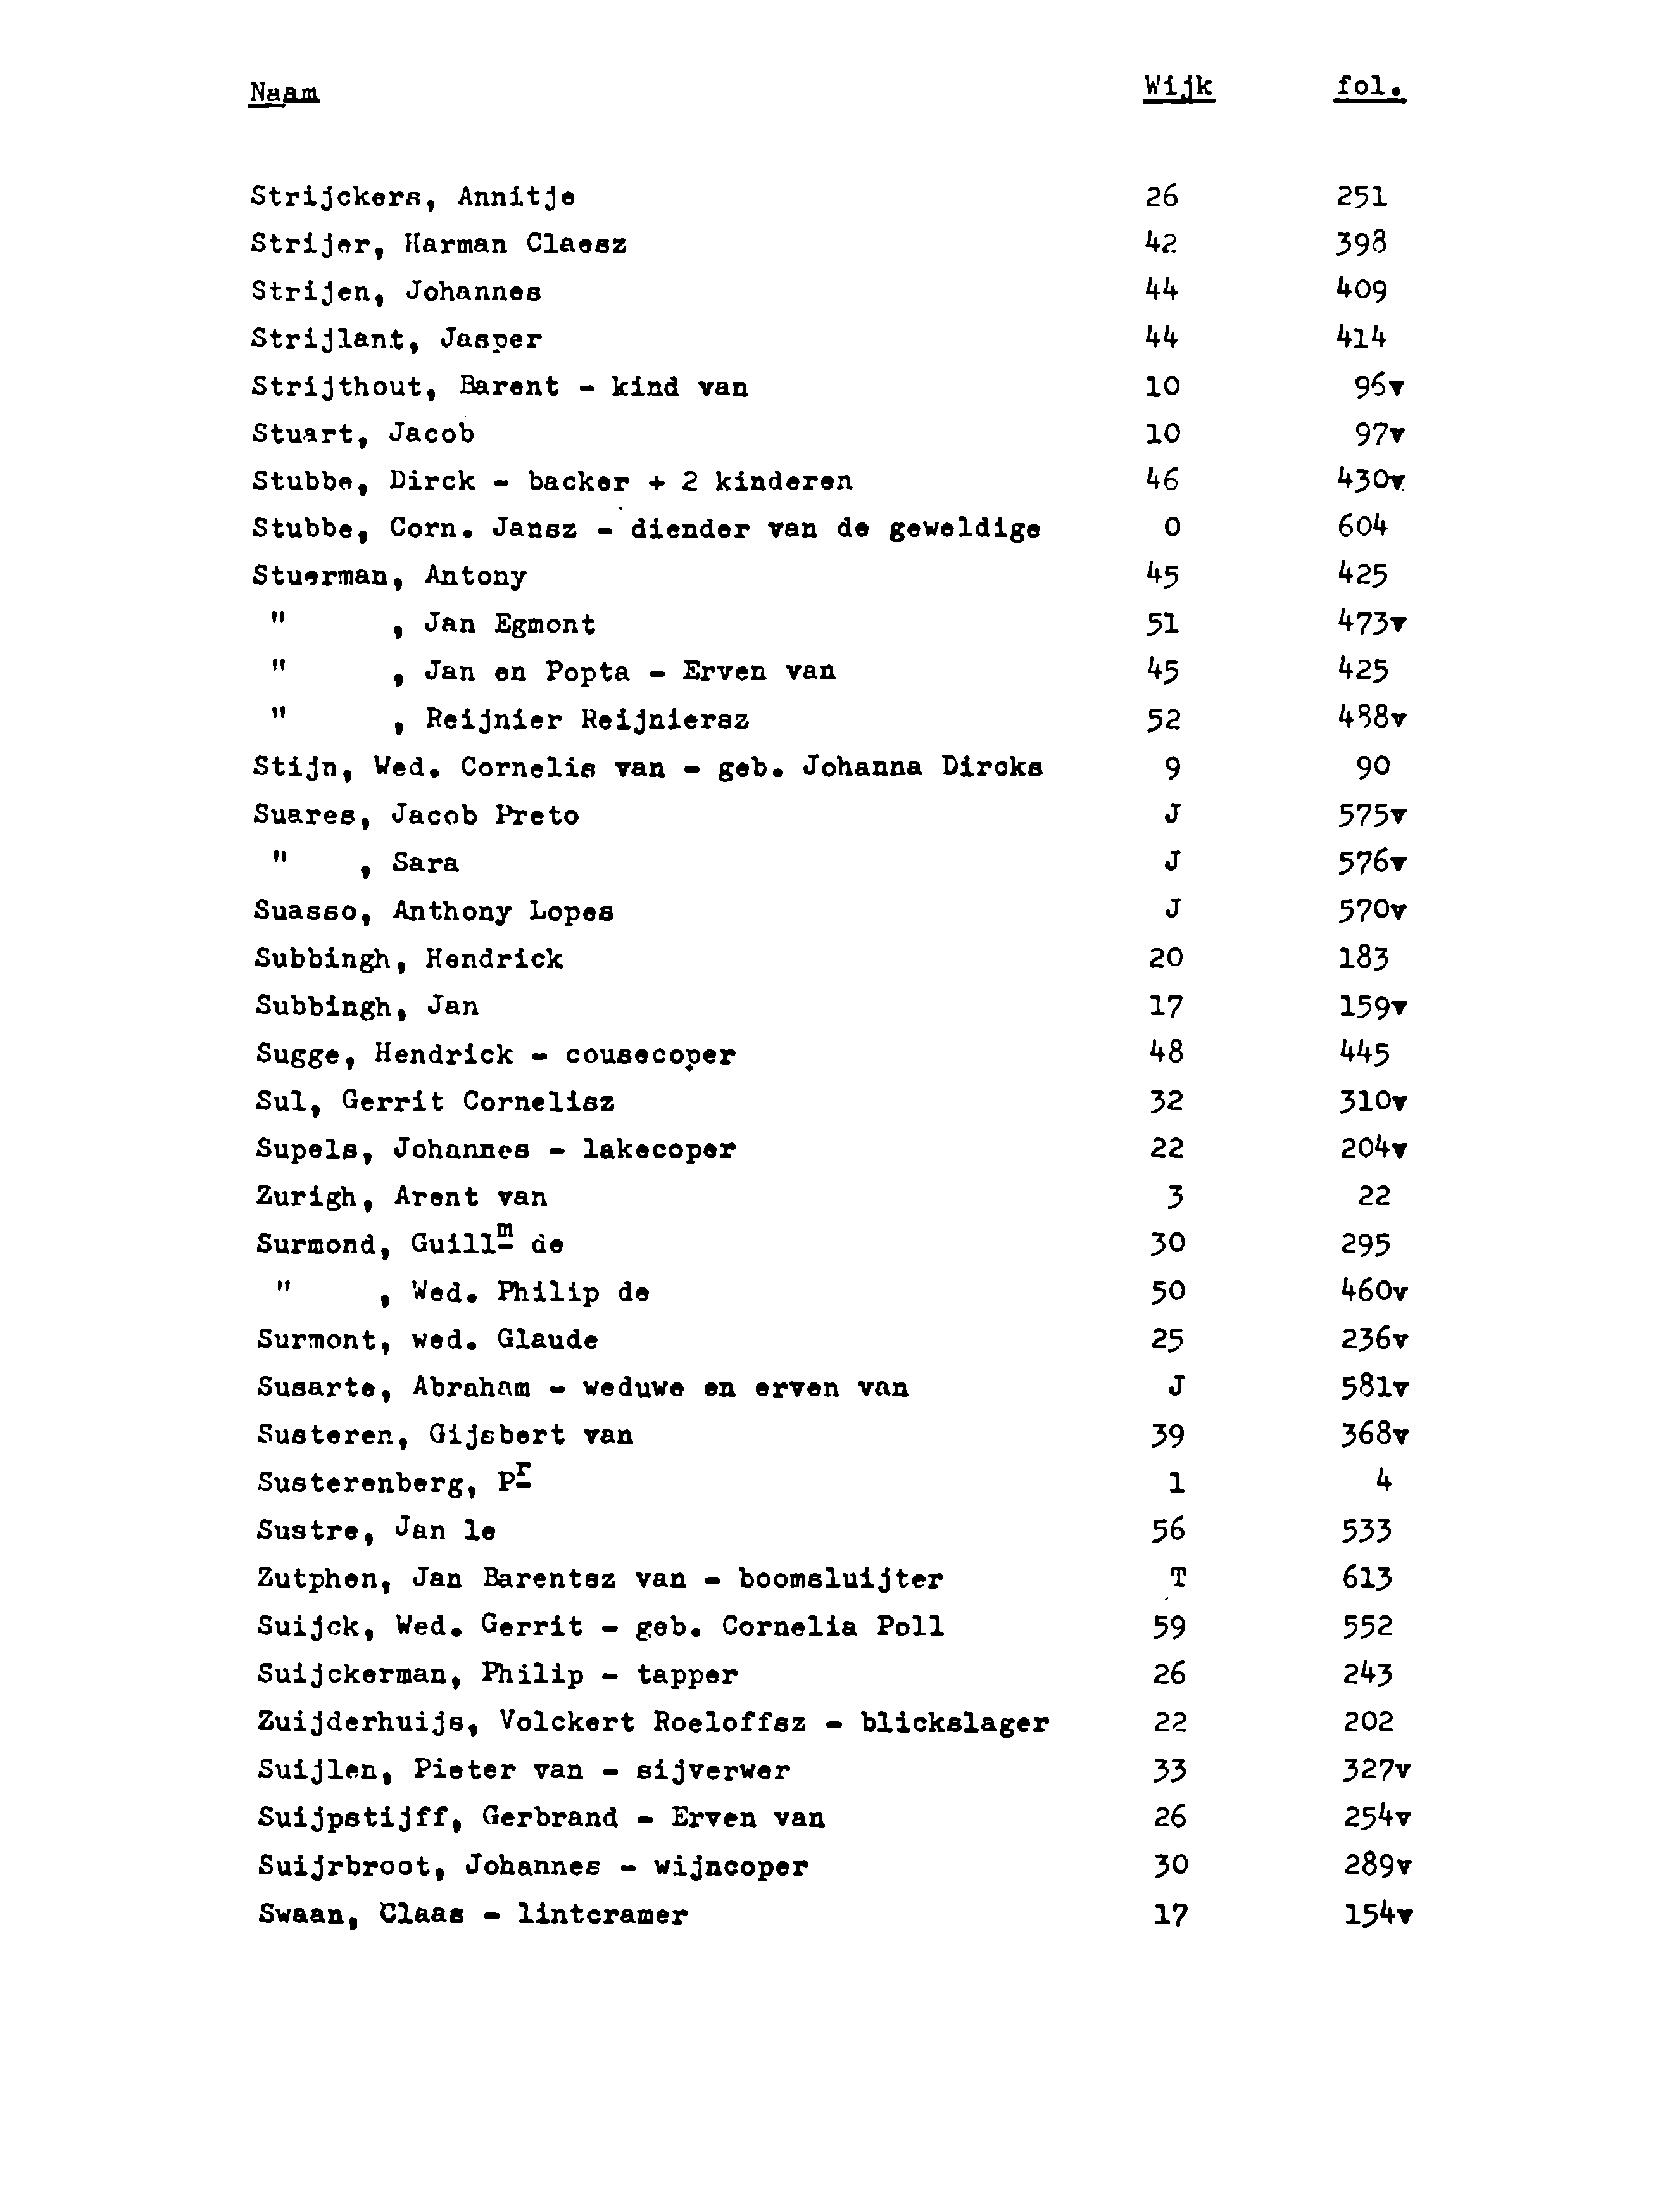 Naam Wijk fol.
Strijckers, Annitje 26 251
Strijer, Harman Claesz 42 398
Strijen, Johannes 44 409
Strijlant, Jasper 44 414
Strijthout, Barent - kind van 10 96v
Stuart, Jacob 10 97v
Stubbe, Dirck - backer + 2 kinderen 46 430v
Stubbe, Corn. Jansz - diender van de geweldige 0 604
Stuerman, Antony 45 425
" , Jan Egmont 51 473v
" , Jan en Popta - Erven van 45 425
" , Reijnier Reijniersz 52 488v
Stijn, Wed. Cornelis van - geb. Johanna Dircks 9 90
Suares, Jacob Preto J 575v
" , Sara J 576v
Suasso, Anthony Lopes J 570v
Subbingh, Hendrick 20 183
Subbingh, Jan 17 159v
Sugge, Hendrick - cousecoper 48 445
Sul, Gerrit Cornelisz 32 310v
Supels, Johannes - lakecoper 22 204v
Zurigh, Arent van 3 22
Surmond, Guillm de 30 295
" , Wed. Philip de 50 460v
Surmont, wed. Glaude 25 236v
Susarte, Abraham - weduwe en erven van J 581v
Susteren, Gijsbert van 39 368v
Susterenberg, Pr 1 4
Sustre, Jan le 56 533
Zutphen, Jan Barentsz van - boomsluijter T 613
Suijck, Wed. Gerrit - geb. Cornelia Poll 59 552
Suijckerman, Philip - tapper 26 243
Zuijderhuijs, Volckert Roeloffsz - blickslager 22 202
Suijlen, Pieter van - sijverwer 33 327v
Suijpstijff, Gerbrand - Erven van 26 254v
Suijrbroot, Johannes - wijncoper 30 289v
Swaan, Claas - lintcramer 17 154v